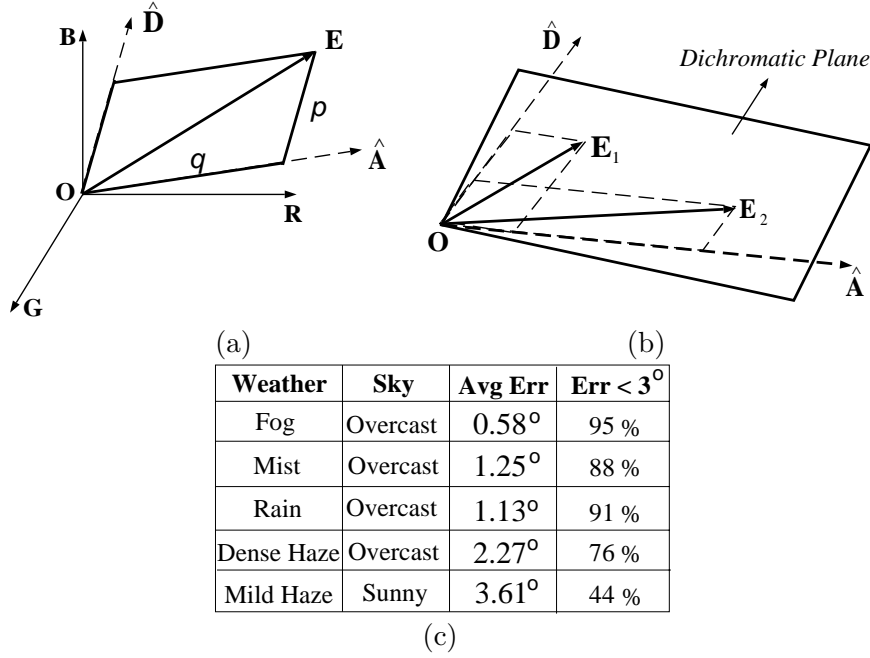 B
D̂
E
p
q
Â
O
R
G
(a)
D̂
Dichromatic Plane
E₁
E₂
O
Â
(b)
Weather Sky Avg Err Err < 3°
Fog Overcast 0.58° 95 %
Mist Overcast 1.25° 88 %
Rain Overcast 1.13° 91 %
Dense Haze Overcast 2.27° 76 %
Mild Haze Sunny 3.61° 44 %
(c)